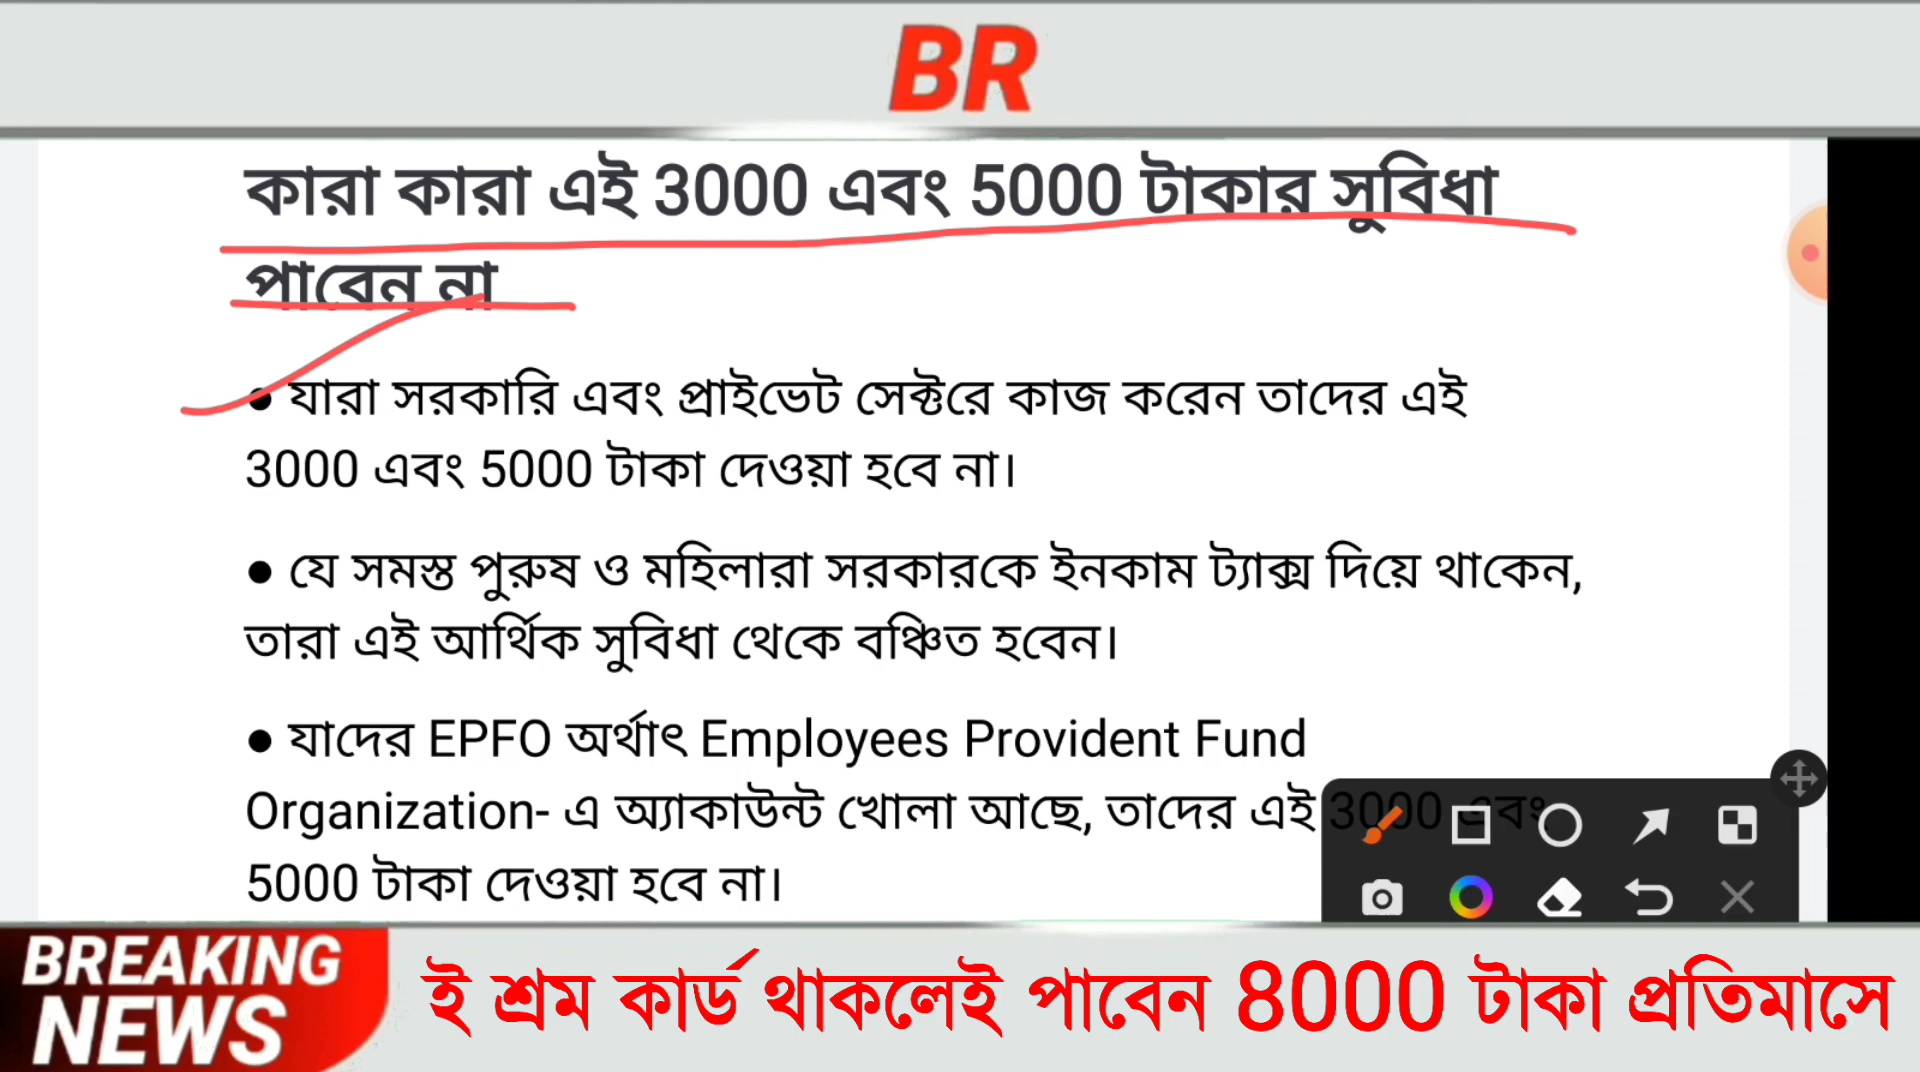 BR
কারা কারা এই 3000 এবং 5000 টাকার সুবিধা
পাবেন না
● যারা সরকারি এবং প্রাইভেট সেক্টরে কাজ করেন তাদের এই
3000 এবং 5000 টাকা দেওয়া হবে না।
● যে সমস্ত পুরুষ ও মহিলারা সরকারকে ইনকাম ট্যাক্স দিয়ে থাকেন,
তারা এই আর্থিক সুবিধা থেকে বঞ্চিত হবেন।
● যাদের EPFO অর্থাৎ Employees Provident Fund
Organization- এ অ্যাকাউন্ট খোলা আছে, তাদের এই 3000 এবং
5000 টাকা দেওয়া হবে না।
BREAKING
NEWS
ই শ্রম কার্ড থাকলেই পাবেন 8000 টাকা প্রতিমাসে